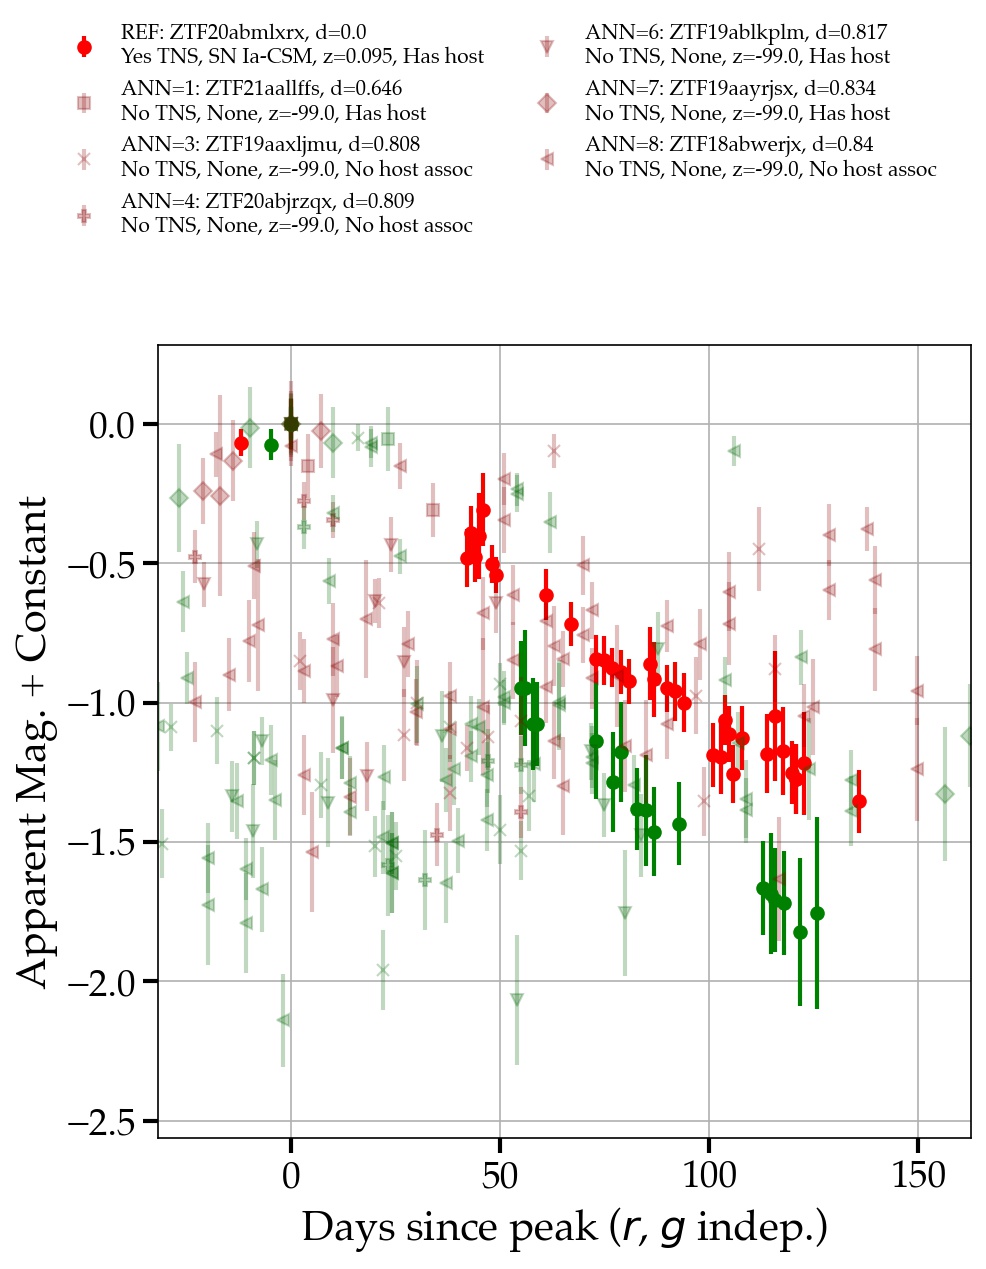 REF: ZTF20abmlxrx, d=0.0
Yes TNS, SN Ia-CSM, z=0.095, Has host
ANN=1: ZTF21aallffs, d=0.646
No TNS, None, z=-99.0, Has host
ANN=3: ZTF19aaxljmu, d=0.808
No TNS, None, z=-99.0, No host assoc
ANN=4: ZTF20abjrzqx, d=0.809
No TNS, None, z=-99.0, No host assoc
ANN=6: ZTF19ablkplm, d=0.817
No TNS, None, z=-99.0, Has host
ANN=7: ZTF19aayrjsx, d=0.834
No TNS, None, z=-99.0, Has host
ANN=8: ZTF18abwerjx, d=0.84
No TNS, None, z=-99.0, No host assoc
Apparent Mag. + Constant
0.0
−0.5
−1.0
−1.5
−2.0
−2.5
0 50 100 150
Days since peak (r, g indep.)